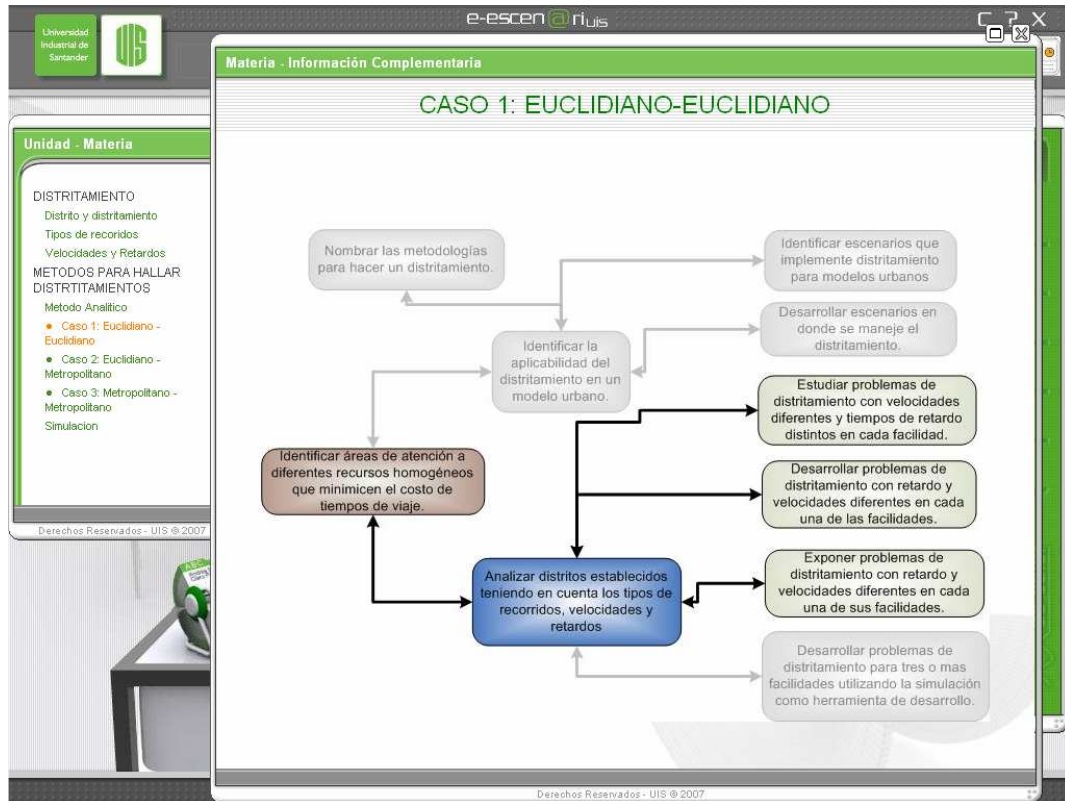 Universidad
Industrial de
Santander
UIS
e-escen@ri uis
C ? X
Materia - Información Complementaria
CASO 1: EUCLIDIANO-EUCLIDIANO
Unidad - Materia
DISTRITAMIENTO
Distrito y distritamiento
Tipos de recoridos
Velocidades y Retardos
METODOS PARA HALLAR
DISTRTITAMIENTOS
Metodo Analitico
Caso 1: Euclidiano -
Euclidiano
Caso 2: Euclidiano -
Metropolitano
Caso 3: Metropolitano -
Metropolitano
Simulacion
Derechos Reservados - UIS ® 2007
Nombrar las metodologías
para hacer un distritamiento.
Identificar escenarios que
implemente distritamiento
para modelos urbanos
Desarrollar escenarios en
donde se maneje el
distritamiento.
Identificar la
aplicabilidad del
distritamiento en un
modelo urbano.
Estudiar problemas de
distritamiento con velocidades
diferentes y tiempos de retardo
distintos en cada facilidad.
Identificar áreas de atención a
diferentes recursos homogéneos
que minimicen el costo de
tiempos de viaje.
Desarrollar problemas de
distritamiento con retardo y
velocidades diferentes en cada
una de las facilidades.
Analizar distritos establecidos
teniendo en cuenta los tipos de
recorridos, velocidades y
retardos
Exponer problemas de
distritamiento con retardo y
velocidades diferentes en cada
una de sus facilidades.
Desarrollar problemas de
distritamiento para tres o mas
facilidades utilizando la simulación
como herramienta de desarrollo.
ABC
Derechos Reservados - UIS ® 2007